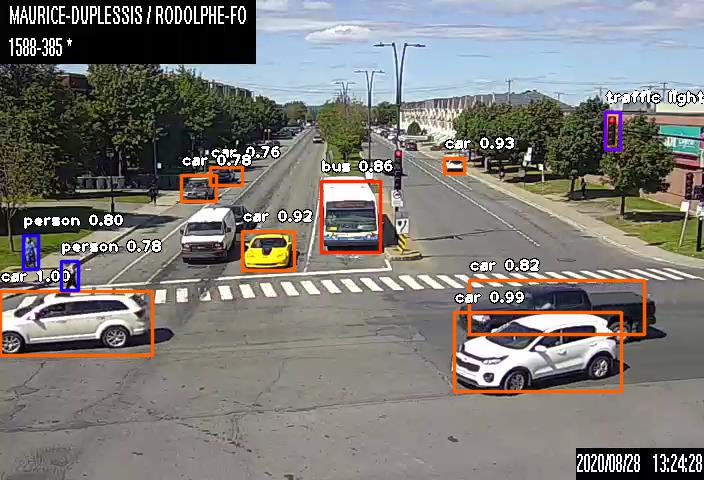 MAURICE-DUPLESSIS / RODOLPHE-FO
1588-385 *
traffic light
car 0.76
car 0.78
car 0.93
bus 0.86
person 0.80
car 0.92
person 0.78
car 1.00
car 0.82
car 0.99
2020/08/28 13:24:28